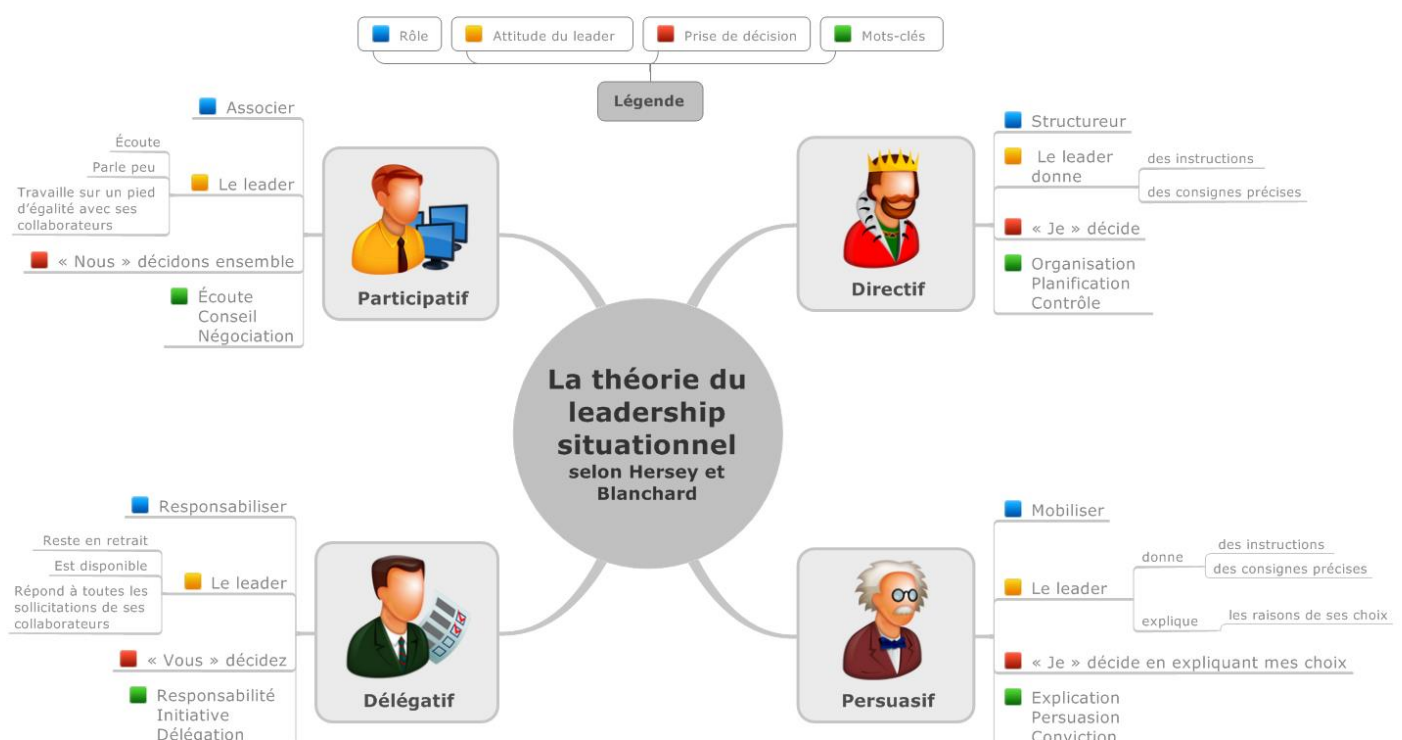 Rôle
Attitude du leader
Prise de décision
Mots-clés
Légende
Associer
Écoute
Parle peu
Travaille sur un pied
d'égalité avec ses
collaborateurs
Le leader
« Nous » décidons ensemble
Écoute
Conseil
Négociation
Participatif
Structureur
Le leader
donne
des instructions
des consignes précises
« Je » décide
Organisation
Planification
Contrôle
Directif
La théorie du
leadership
situationnel
selon Hersey et
Blanchard
Responsabiliser
Reste en retrait
Est disponible
Répond à toutes les
sollicitations de ses
collaborateurs
Le leader
« Vous » décidez
Responsabilité
Initiative
Délégation
Délégatif
Mobiliser
Le leader
donne
des instructions
des consignes précises
explique
les raisons de ses choix
« Je » décide en expliquant mes choix
Explication
Persuasion
Conviction
Persuasif